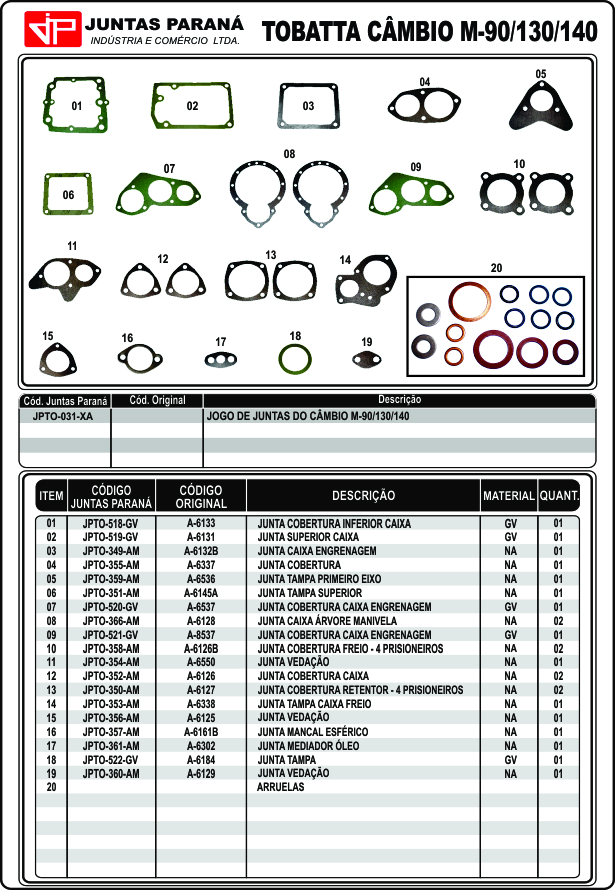 JP JUNTAS PARANÁ
INDÚSTRIA E COMÉRCIO LTDA.
TOBATTA CÂMBIO M-90/130/140
01 02 03 04 05
06 07 08 09 10
11 12 13 14 20
15 16 17 18 19
Cód. Juntas Paraná Cód. Original Descrição
JPTO-031-XA JOGO DE JUNTAS DO CÂMBIO M-90/130/140
ITEM CÓDIGO JUNTAS PARANÁ CÓDIGO ORIGINAL DESCRIÇÃO MATERIAL QUANT.
01 JPTO-518-GV A-6133 JUNTA COBERTURA INFERIOR CAIXA GV 01
02 JPTO-519-GV A-6131 JUNTA SUPERIOR CAIXA GV 01
03 JPTO-349-AM A-6132B JUNTA CAIXA ENGRENAGEM NA 01
04 JPTO-355-AM A-6337 JUNTA COBERTURA NA 01
05 JPTO-359-AM A-6536 JUNTA TAMPA PRIMEIRO EIXO NA 01
06 JPTO-351-AM A-6145A JUNTA TAMPA SUPERIOR NA 01
07 JPTO-520-GV A-6537 JUNTA COBERTURA CAIXA ENGRENAGEM GV 01
08 JPTO-366-AM A-6128 JUNTA CAIXA ÁRVORE MANIVELA NA 02
09 JPTO-521-GV A-8537 JUNTA COBERTURA CAIXA ENGRENAGEM GV 01
10 JPTO-358-AM A-6126B JUNTA COBERTURA FREIO - 4 PRISIONEIROS NA 02
11 JPTO-354-AM A-6550 JUNTA VEDAÇÃO NA 01
12 JPTO-352-AM A-6126 JUNTA COBERTURA CAIXA NA 02
13 JPTO-350-AM A-6127 JUNTA COBERTURA RETENTOR - 4 PRISIONEIROS NA 02
14 JPTO-353-AM A-6338 JUNTA TAMPA CAIXA FREIO NA 01
15 JPTO-356-AM A-6125 JUNTA VEDAÇÃO NA 01
16 JPTO-357-AM A-6161B JUNTA MANCAL ESFÉRICO NA 01
17 JPTO-361-AM A-6302 JUNTA MEDIADOR ÓLEO NA 01
18 JPTO-522-GV A-6184 JUNTA TAMPA GV 01
19 JPTO-360-AM A-6129 JUNTA VEDAÇÃO NA 01
20 ARRUELAS